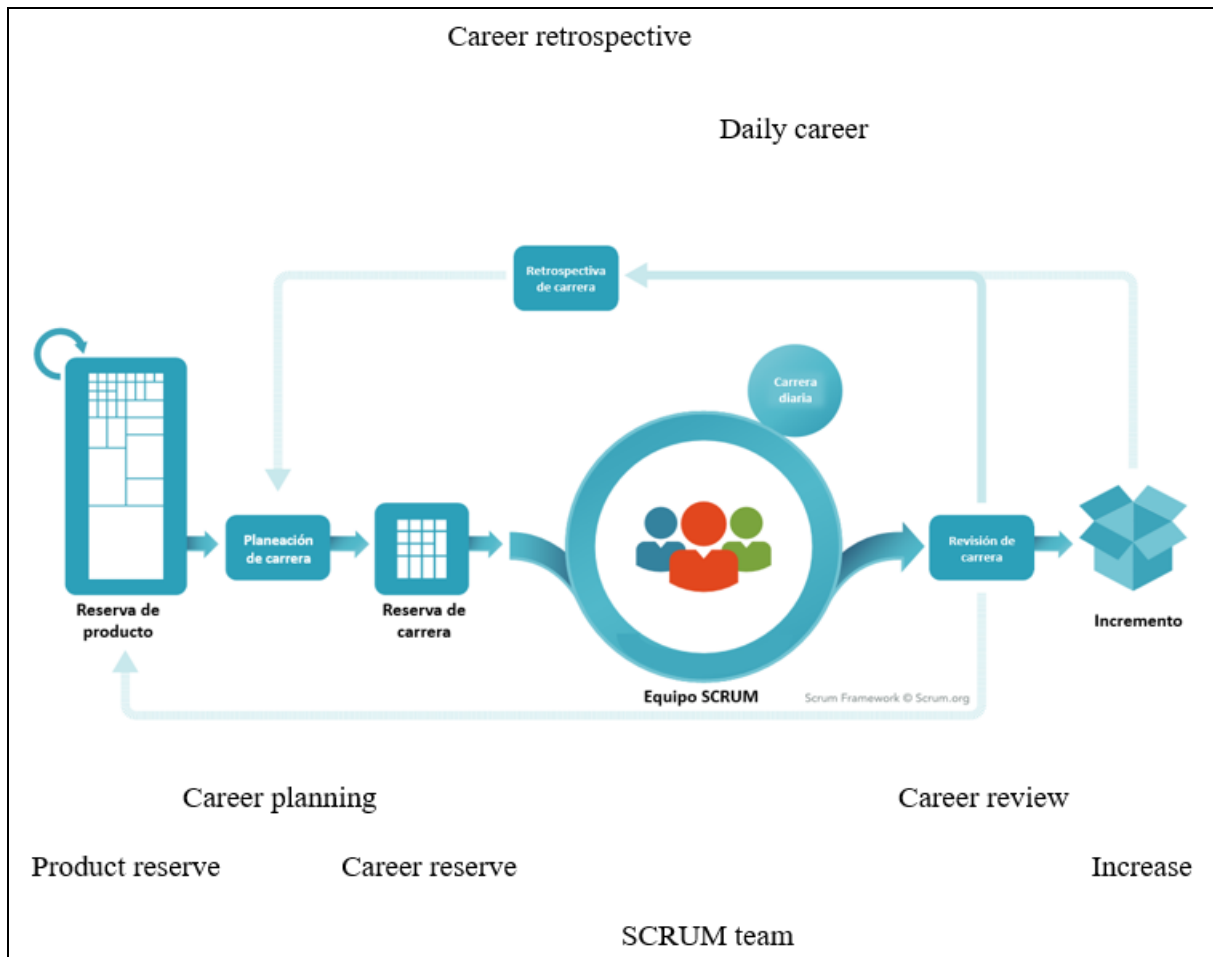 Career retrospective
Daily career
Retrospectiva
de carrera
Carrera
diaria
Planeación
de carrera
Revisión de
carrera
Reserva de
producto
Reserva de
carrera
Incremento
Equipo SCRUM
Scrum Framework © Scrum.org
Career planning
Career review
Product reserve
Career reserve
Increase
SCRUM team